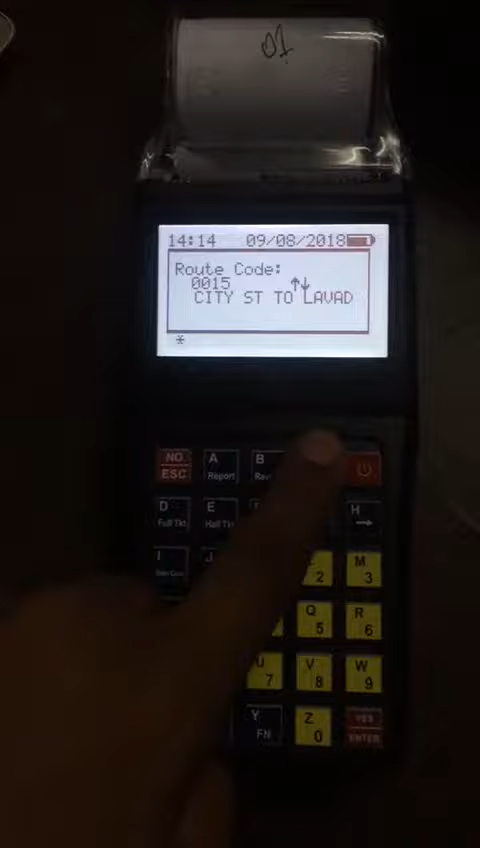 01
14:14 09/08/2018
Route Code:
0015 ↑↓
CITY ST TO LAVAD
*
NO ESC
A Report
B
D Full Tkt
E Half Tkt
H →
I
J
2
M 3
Q 5
R 6
U 7
V 8
W 9
Y FN
Z 0
YES ENTER